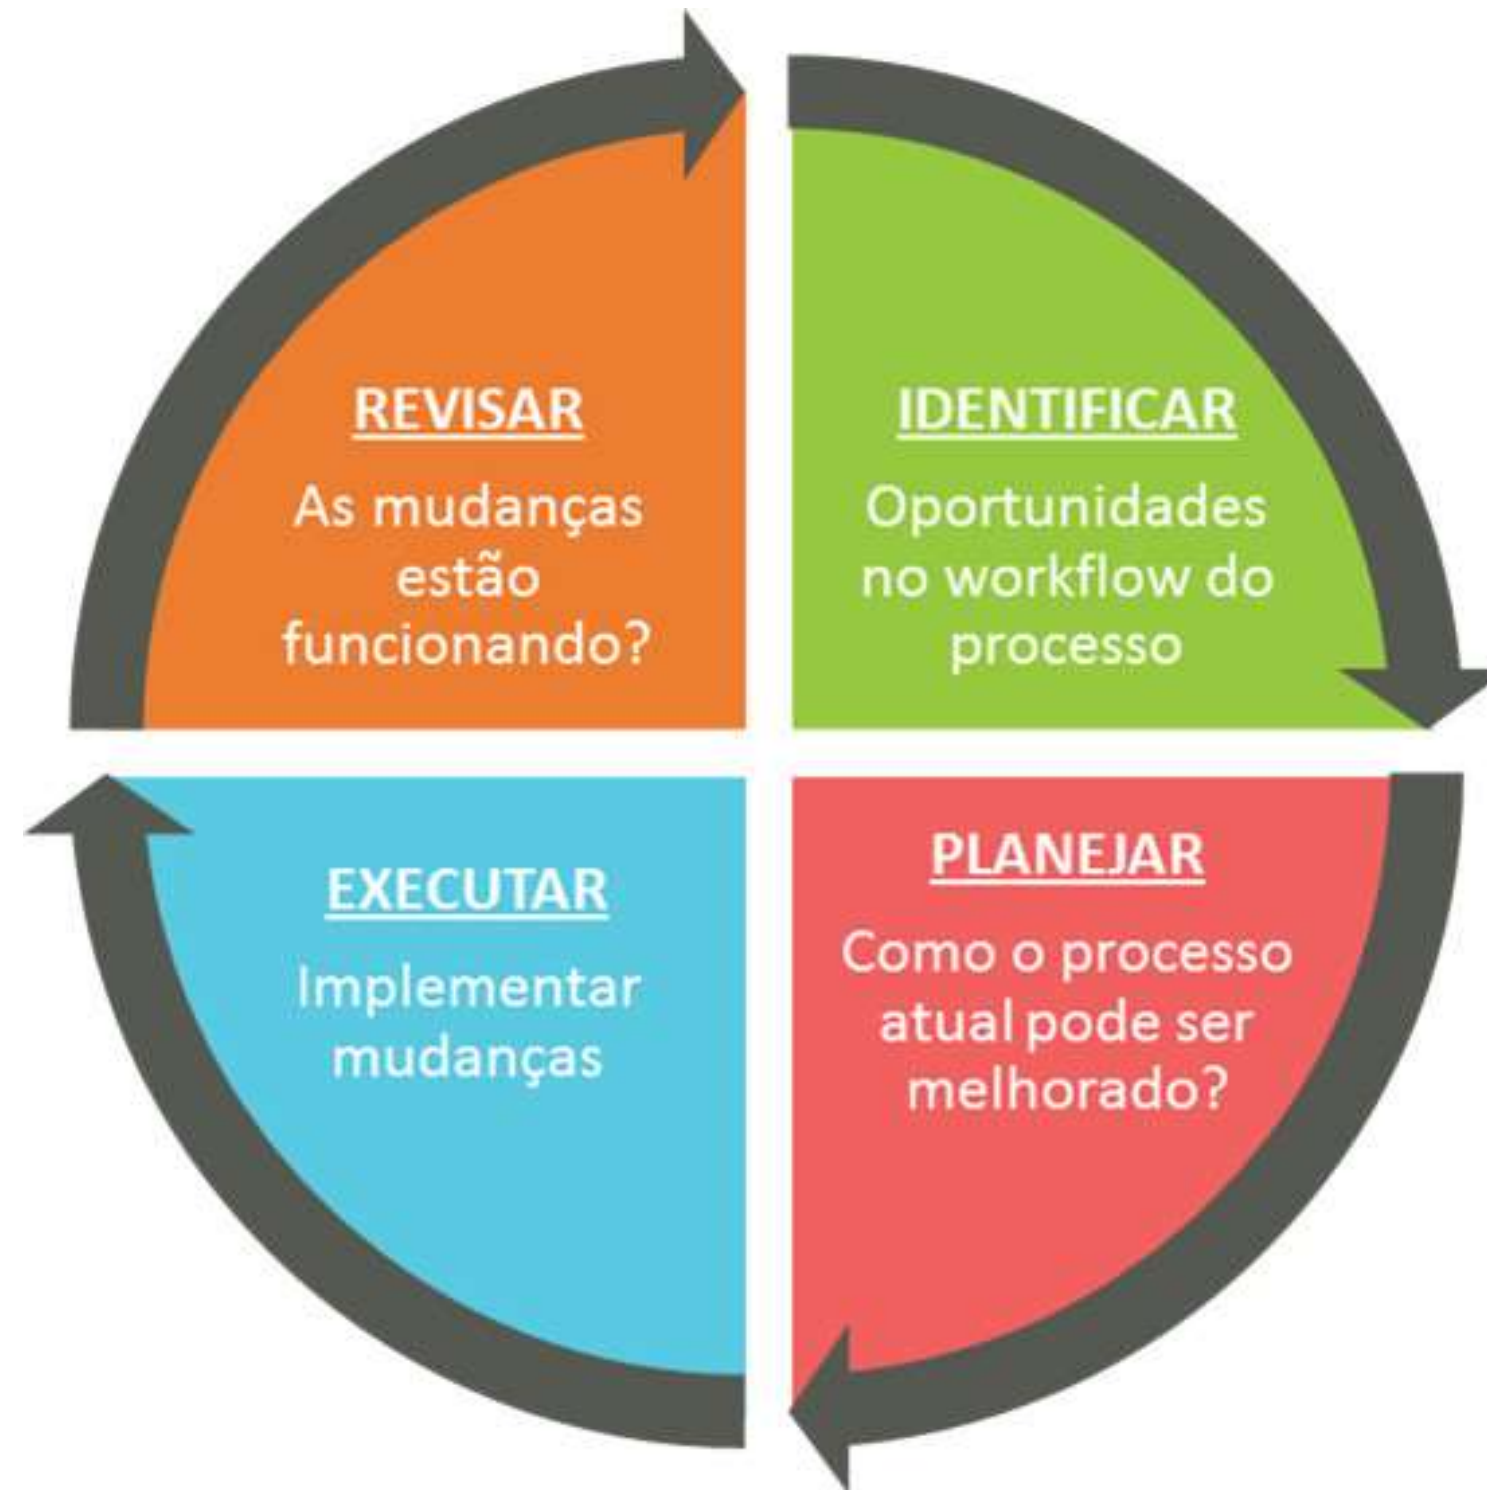 REVISAR
As mudanças
estão
funcionando?
IDENTIFICAR
Oportunidades
no workflow do
processo
EXECUTAR
Implementar
mudanças
PLANEJAR
Como o processo
atual pode ser
melhorado?